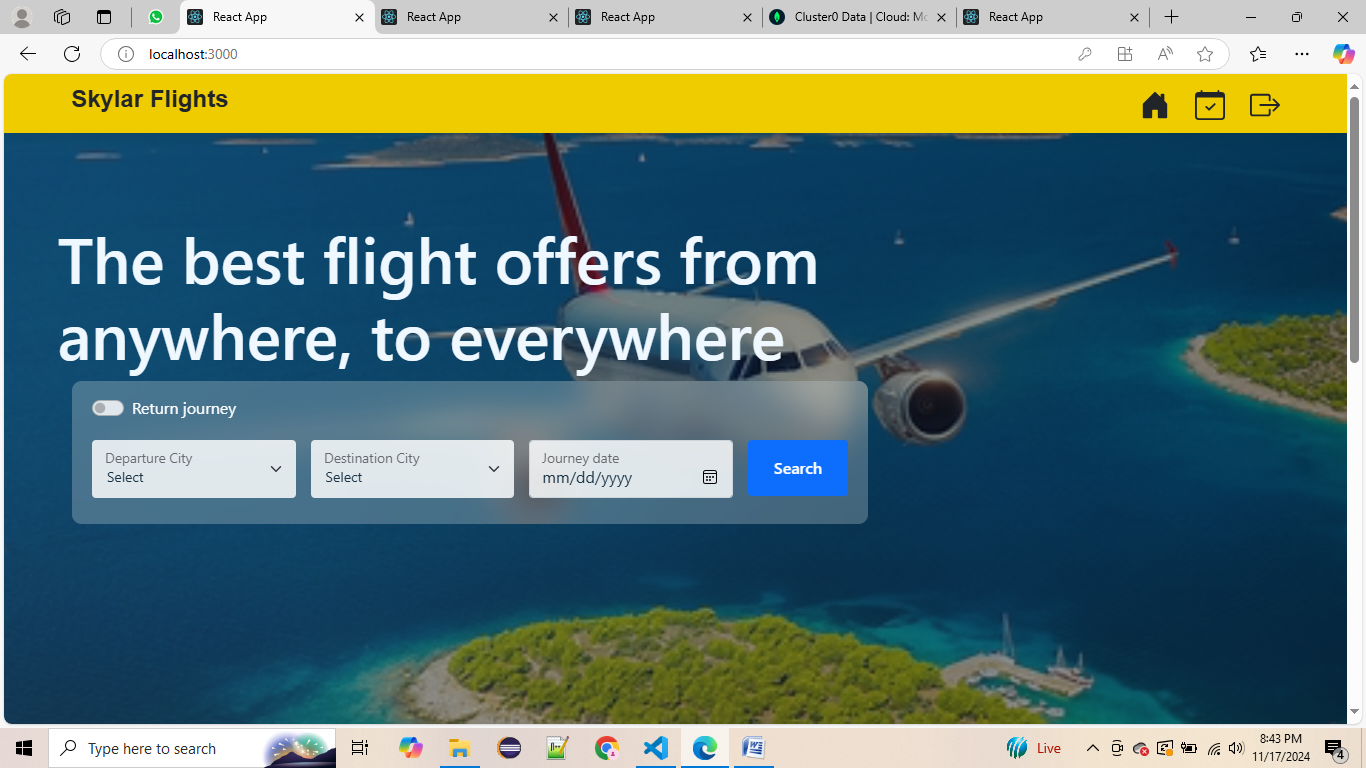 React App
React App
React App
Cluster0 Data | Cloud: Mo
React App
localhost:3000
Skylar Flights
The best flight offers from
anywhere, to everywhere
Return journey
Departure City
Select
Destination City
Select
Journey date
mm/dd/yyyy
Search
Type here to search
Live
8:43 PM
11/17/2024
4